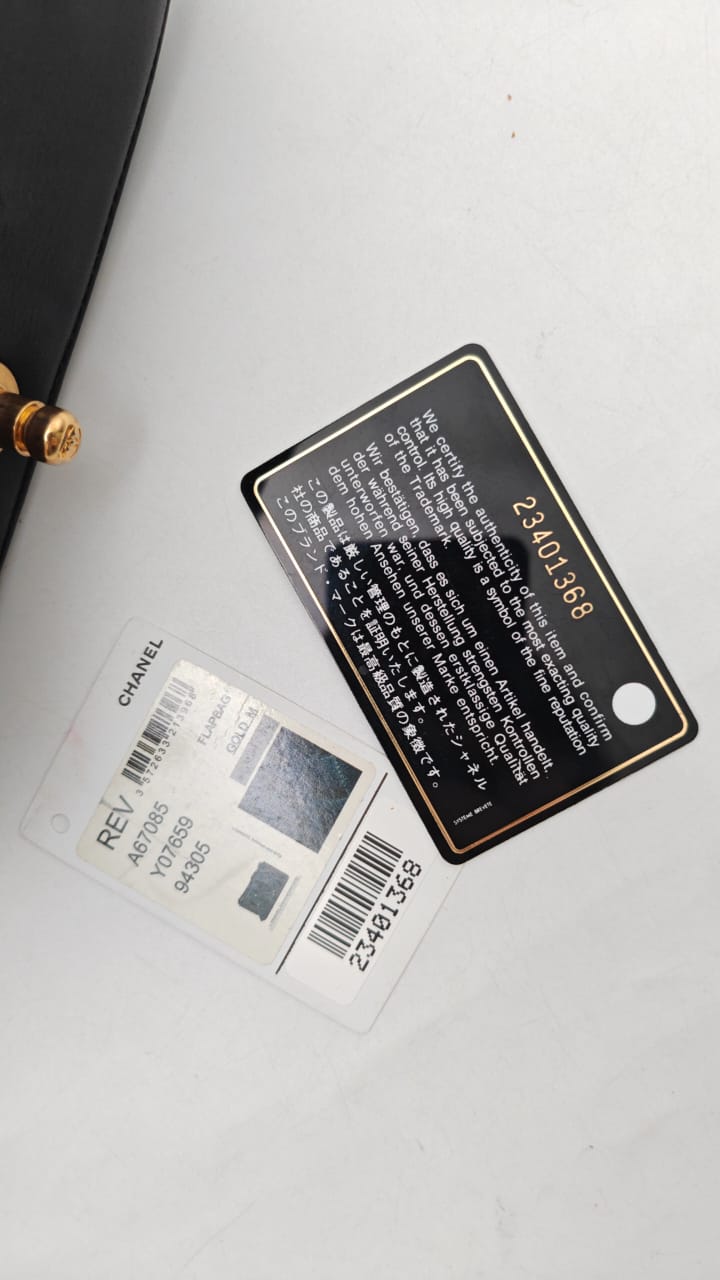 23401368
We certify the authenticity of this item and confirm
that it has been subjected to the most exacting quality
control. Its high quality is a symbol of the fine reputation
of the Trademark.
Wir bestätigen, dass es sich um einen Artikel handelt,
der während seiner Herstellung strengsten Kontrollen
unterworfen war, und dessen erstklassige Qualität
dem hohen Ansehen unserer Marke entspricht.
この製品は厳しい管理のもとに製造されたシャネル
社の商品であることを証明いたします。
このブランド・マークは最高級品質の象徴です。
SYSTEME BREVETE
CHANEL
3 572633 213968
REV
A67085
Y07659
94305
FLAPBAG
GOLD M
23401368